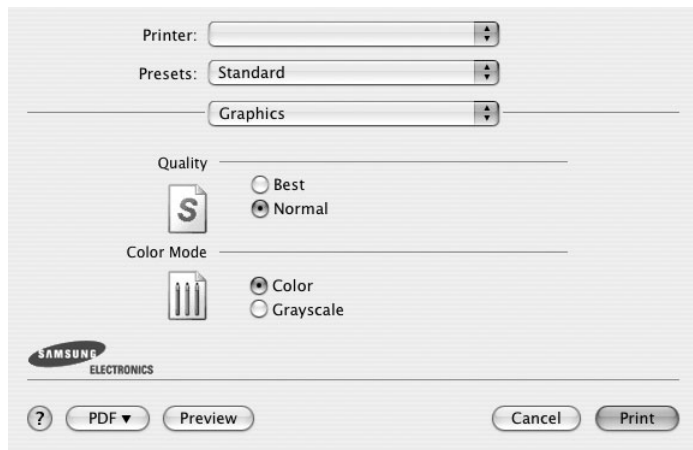 Printer:
Presets: Standard
Graphics
Quality
Best
S
Normal
Color Mode
Color
Grayscale
SAMSUNG
ELECTRONICS
? PDF ▼ Preview Cancel Print